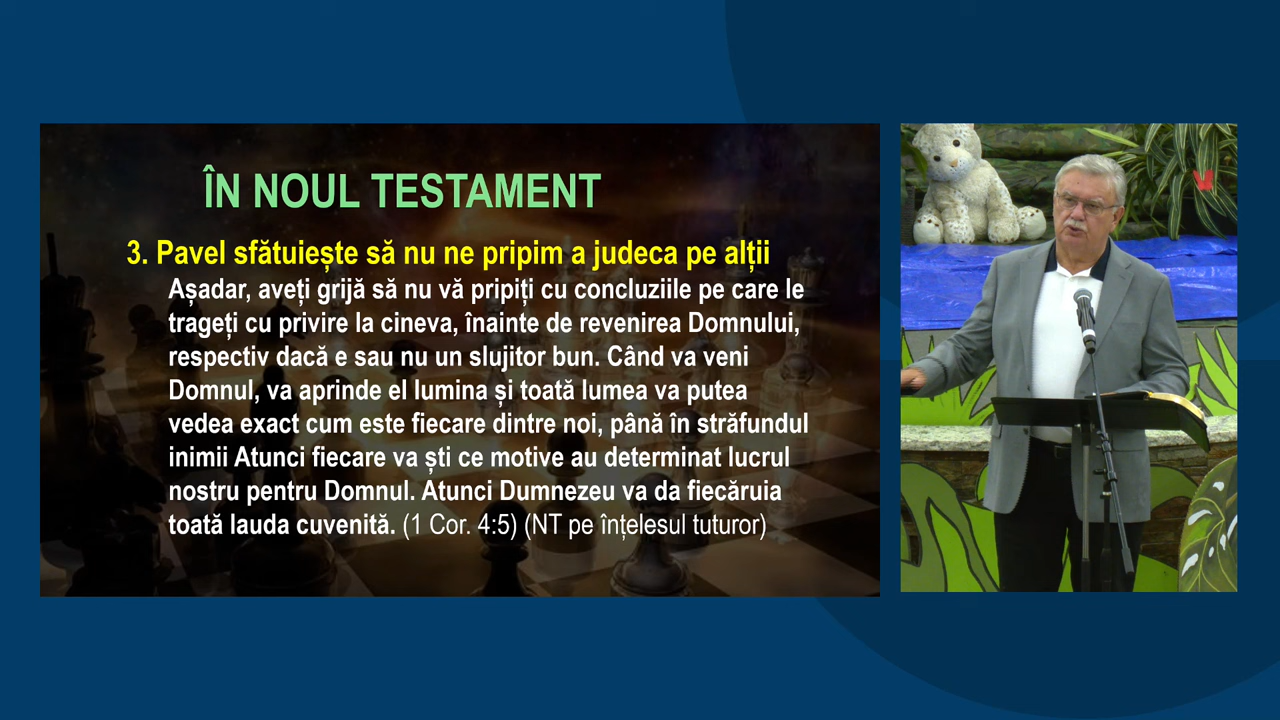 ÎN NOUL TESTAMENT
3. Pavel sfătuiește să nu ne pripim a judeca pe alții
Așadar, aveți grijă să nu vă pripiți cu concluziile pe care le
trageți cu privire la cineva, înainte de revenirea Domnului,
respectiv dacă e sau nu un slujitor bun. Când va veni
Domnul, va aprinde el lumina și toată lumea va putea
vedea exact cum este fiecare dintre noi, până în străfundul
inimii Atunci fiecare va ști ce motive au determinat lucrul
nostru pentru Domnul. Atunci Dumnezeu va da fiecăruia
toată lauda cuvenită. (1 Cor. 4:5) (NT pe înțelesul tuturor)